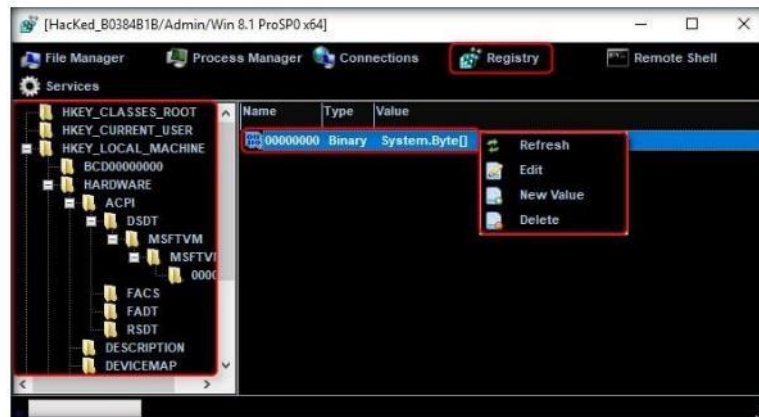 [HacKed_B0384B1B/Admin/Win 8.1 ProSP0 x64]
File Manager Process Manager Connections Registry Remote Shell
Services
HKEY_CLASSES_ROOT
HKEY_CURRENT_USER
HKEY_LOCAL_MACHINE
BCD00000000
HARDWARE
ACPI
DSDT
MSFTVM
MSFTVI
0000
FACS
FADT
RSDT
DESCRIPTION
DEVICEMAP
Name Type Value
00000000 Binary System.Byte[]
Refresh
Edit
New Value
Delete